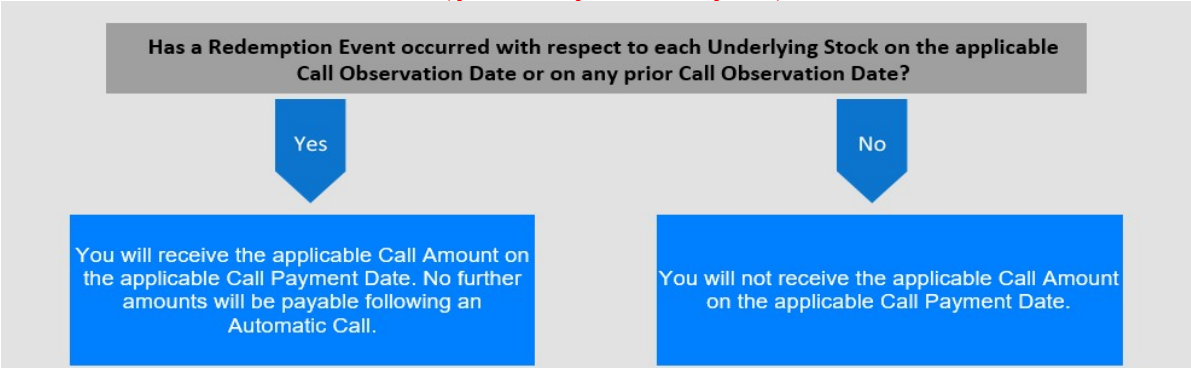 Has a Redemption Event occurred with respect to each Underlying Stock on the applicable
Call Observation Date or on any prior Call Observation Date?
Yes
No
You will receive the applicable Call Amount on
the applicable Call Payment Date. No further
amounts will be payable following an
Automatic Call.
You will not receive the applicable Call Amount
on the applicable Call Payment Date.